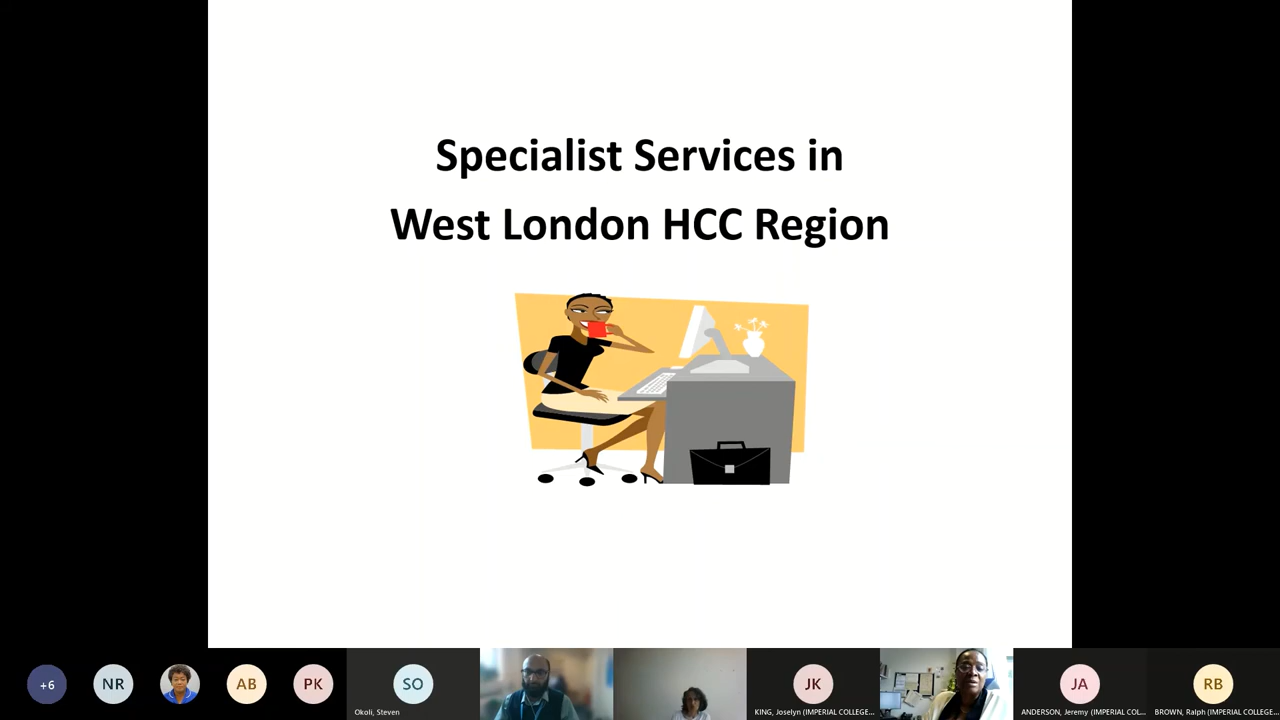 Specialist Services in
West London HCC Region
+6
NR
AB
PK
SO
Okoli, Steven
JK
KING, Joselyn (IMPERIAL COLLEGE...
JA
ANDERSON, Jeremy (IMPERIAL COL...
RB
BROWN, Ralph (IMPERIAL COLLEGE...